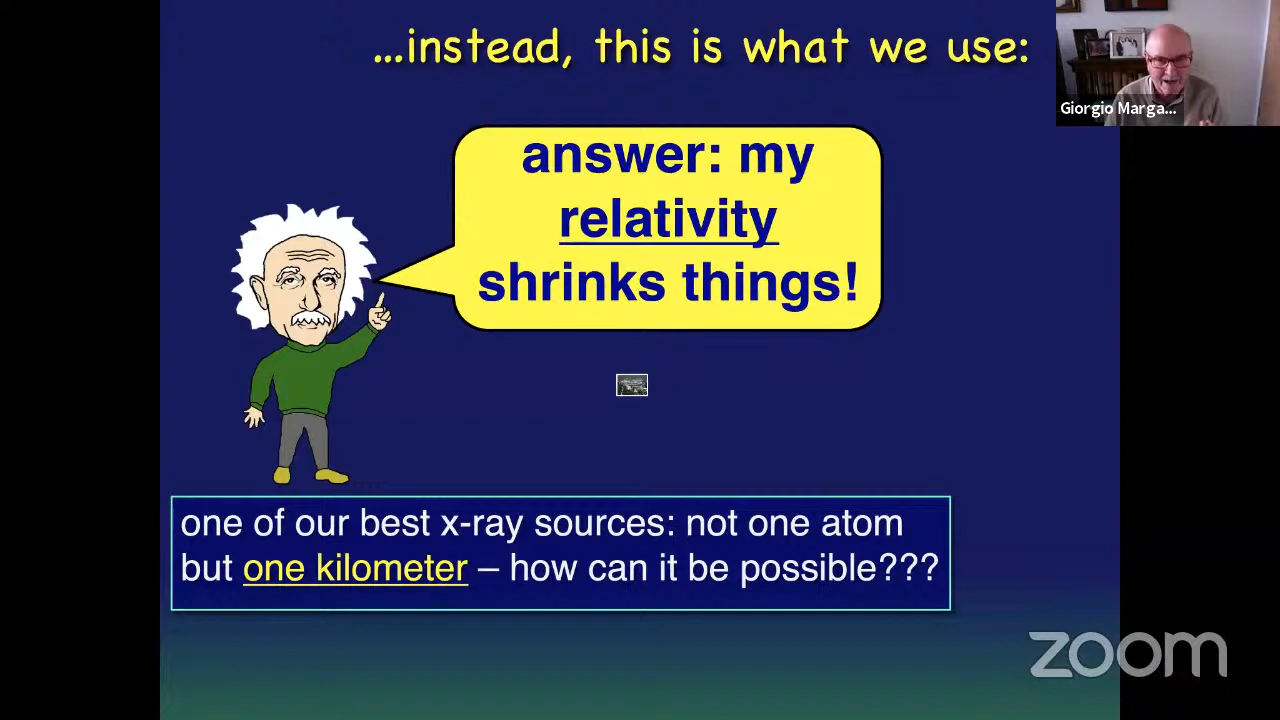 ...instead, this is what we use:
Giorgio Marga...
answer: my
relativity
shrinks things!
one of our best x-ray sources: not one atom
but one kilometer – how can it be possible???
zoom